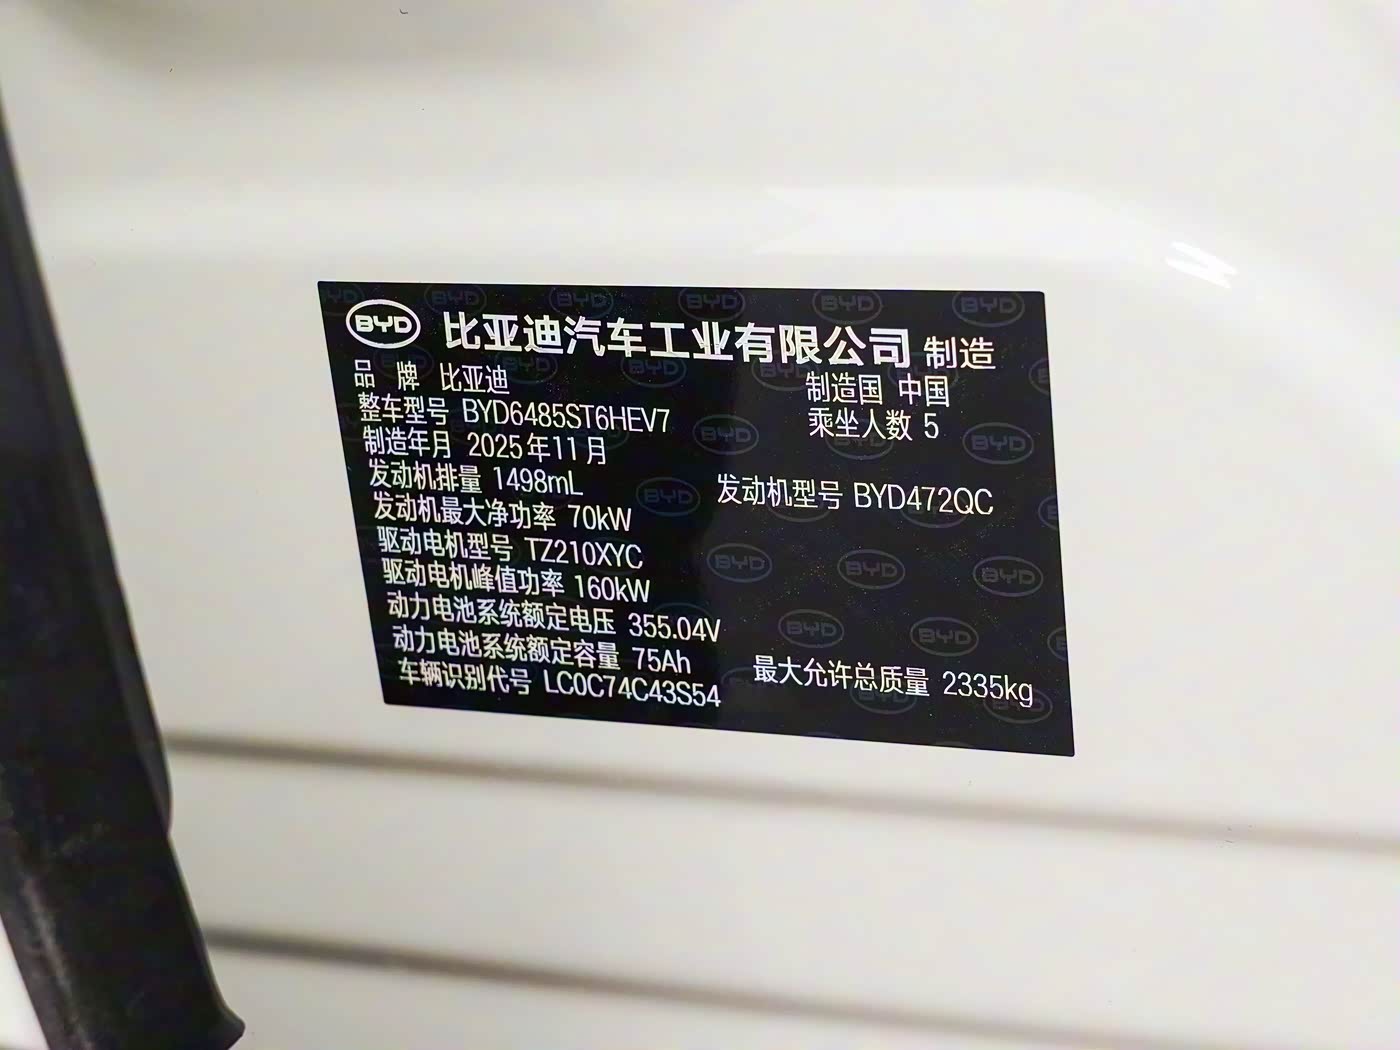 BYD 比亚迪汽车工业有限公司 制造
品 牌 比亚迪 制造国 中国
整车型号 BYD6485ST6HEV7 乘坐人数 5
制造年月 2025年11月
发动机排量 1498mL 发动机型号 BYD472QC
发动机最大净功率 70kW
驱动电机型号 TZ210XYC
驱动电机峰值功率 160kW
动力电池系统额定电压 355.04V
动力电池系统额定容量 75Ah 最大允许总质量 2335kg
车辆识别代号 LC0C74C43S54